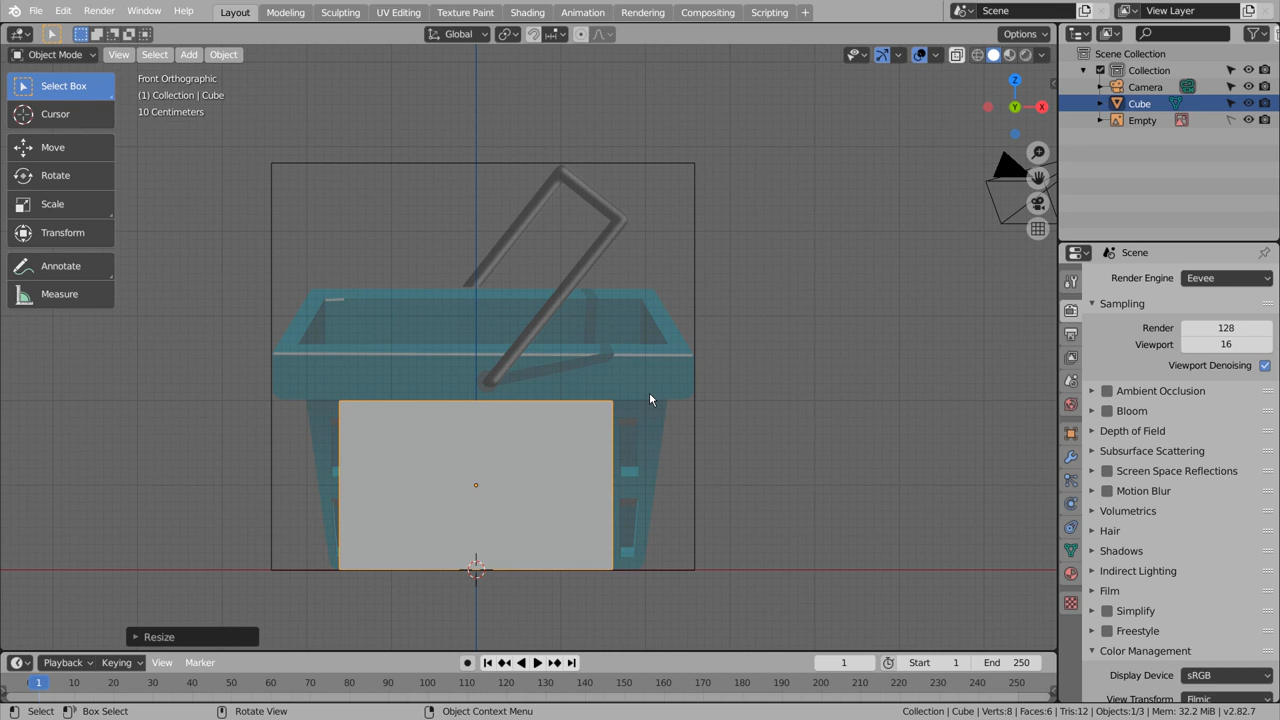 File Edit Render Window Help Layout Modeling Sculpting UV Editing Texture Paint Shading Animation Rendering Compositing Scripting + Scene View Layer
Global Options
Object Mode View Select Add Object
Scene Collection
Collection
Camera
Cube
Empty
Select Box
Cursor
Move
Rotate
Scale
Transform
Annotate
Measure
Front Orthographic
(1) Collection | Cube
10 Centimeters
Z
Y
X
Scene
Render Engine Eevee
Sampling
Render 128
Viewport 16
Viewport Denoising
Ambient Occlusion
Bloom
Depth of Field
Subsurface Scattering
Screen Space Reflections
Motion Blur
Volumetrics
Hair
Shadows
Indirect Lighting
Film
Simplify
Freestyle
Color Management
Display Device sRGB
View Transform Filmic
Resize
Playback Keying View Marker 1 Start 1 End 250
1 10 20 30 40 50 60 70 80 90 100 110 120 130 140 150 160 170 180 190 200 210 220 230 240 250
Select Box Select Rotate View Object Context Menu Collection | Cube | Verts:8 | Faces:6 | Tris:12 | Objects:1/3 | Mem: 32.2 MiB | v2.82.7